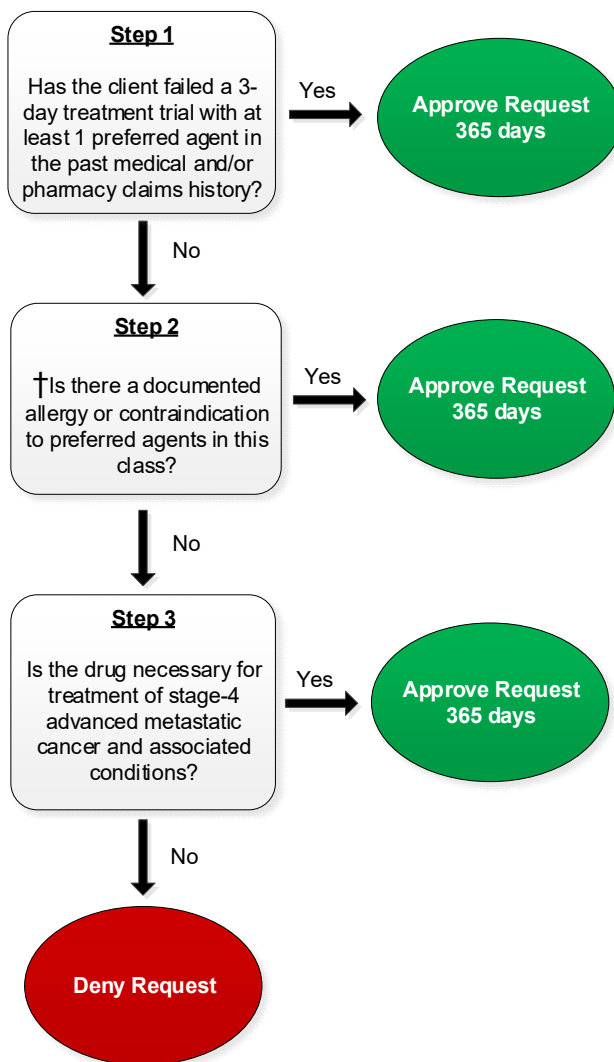 Step 1
Has the client failed a 3-
day treatment trial with at
least 1 preferred agent in
the past medical and/or
pharmacy claims history?
Yes
Approve Request
365 days
No
Step 2
†Is there a documented
allergy or contraindication
to preferred agents in this
class?
Yes
Approve Request
365 days
No
Step 3
Is the drug necessary for
treatment of stage-4
advanced metastatic
cancer and associated
conditions?
Yes
Approve Request
365 days
No
Deny Request